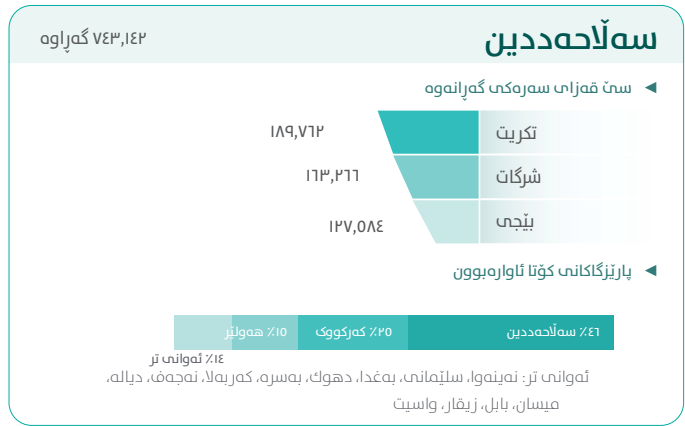 سەڵاحەددین
٧٤٣,١٤٢ گەڕاوە
سێ قەزای سەرەکی گەڕانەوە
تکریت
١٨٩,٧٦٢
شرگات
١٦٣,٢٦٦
بێجی
١٢٧,٥٨٤
پارێزگاکانی کۆتا ئاوارەبوون
٤٦٪ سەڵاحەددین
٢٥٪ کەرکووک
١٥٪ هەولێر
١٤٪ ئەوانی تر
ئەوانی تر: نەینەوا، سلێمانی، بەغدا، دهوك، بەسرە، کەربەلا، نەجەف، دیالە،
میسان، بابل، زیقار، واسیت